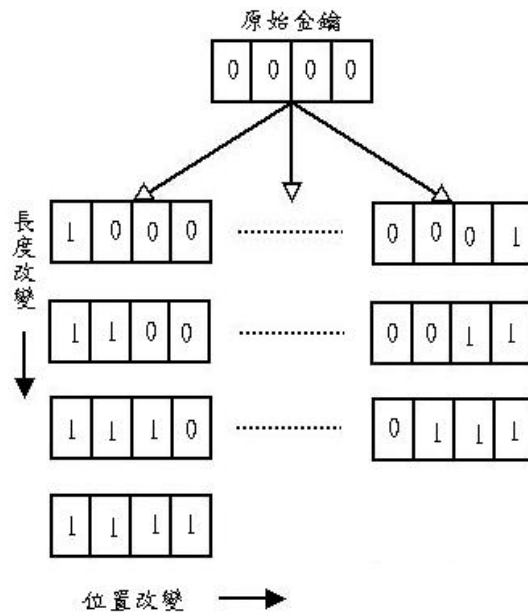 原始金鑰
0 0 0 0
長度改變
1 0 0 0 ................ 0 0 0 1
1 1 0 0 ................ 0 0 1 1
1 1 1 0 ................ 0 1 1 1
1 1 1 1
位置改變